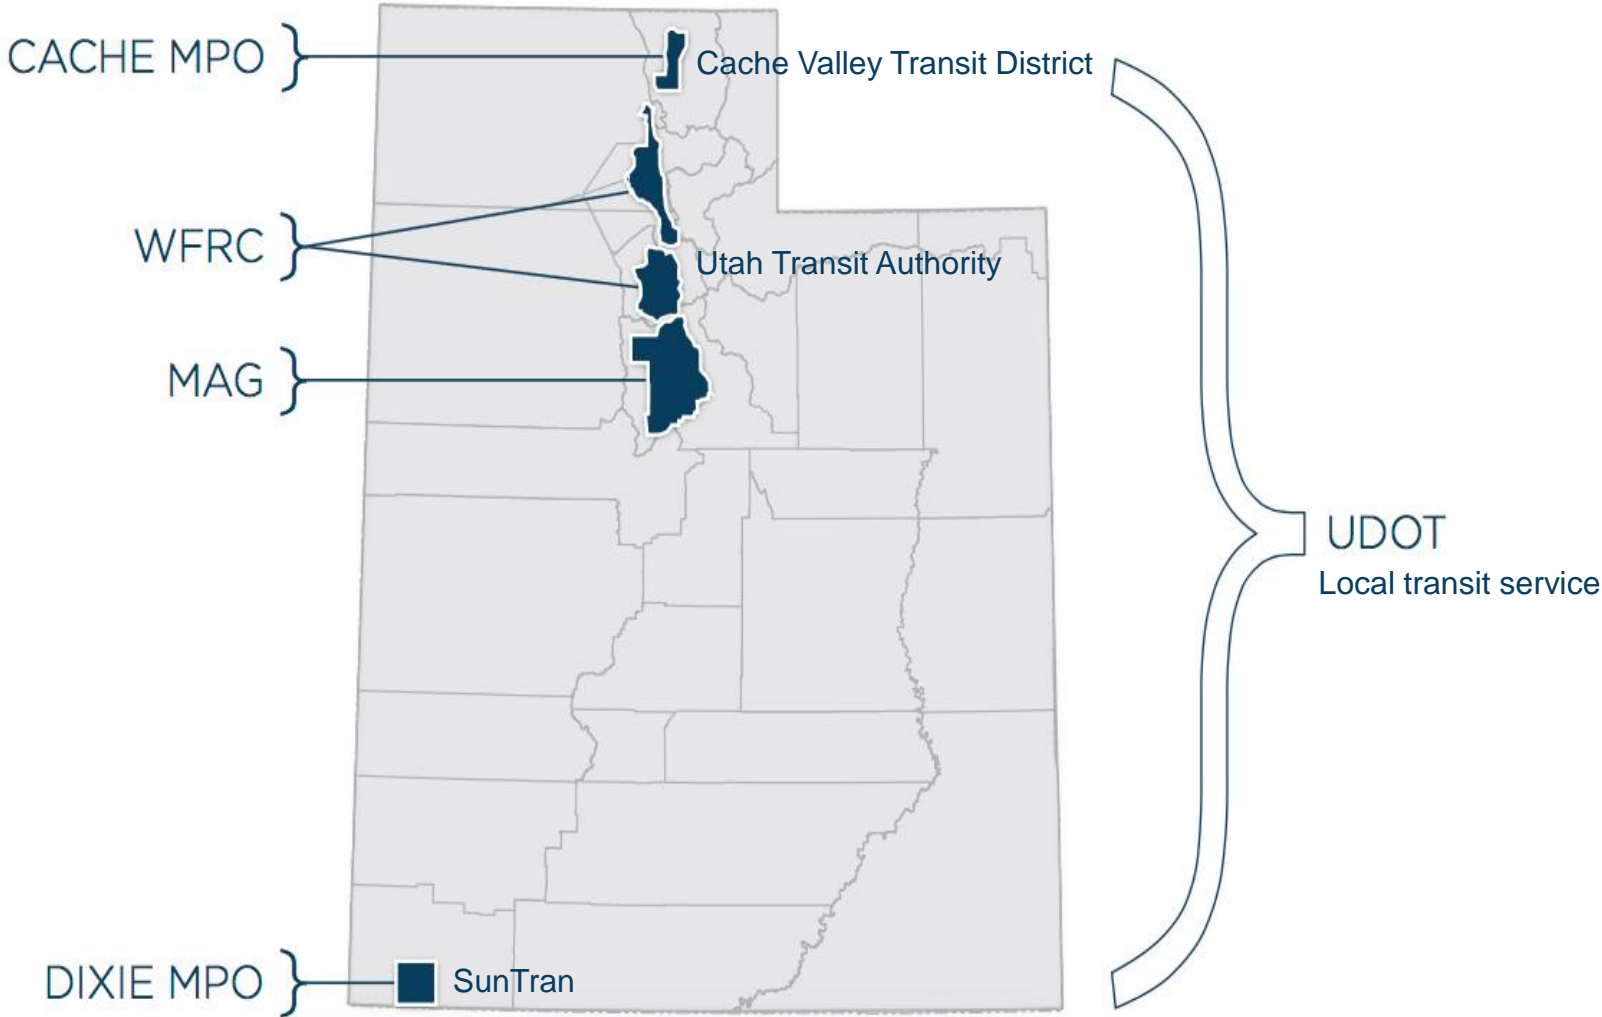 CACHE MPO
Cache Valley Transit District
WFRC
Utah Transit Authority
MAG
UDOT
Local transit service
DIXIE MPO
SunTran